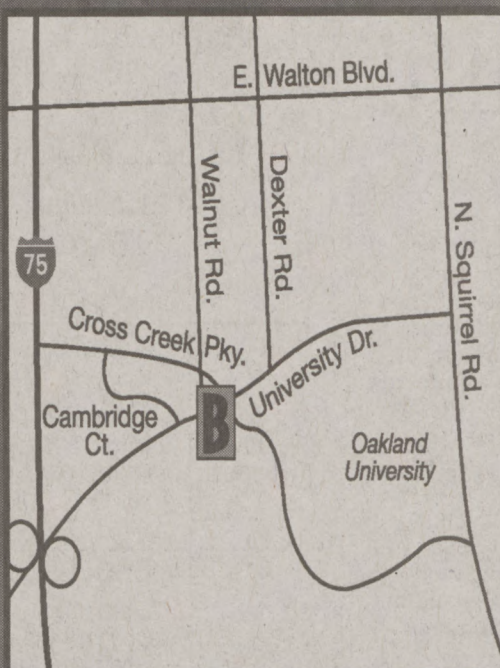 E. Walton Blvd.
Walnut Rd.
Dexter Rd.
N. Squirrel Rd.
75
Cross Creek Pky.
University Dr.
Cambridge
Ct.
B
Oakland
University